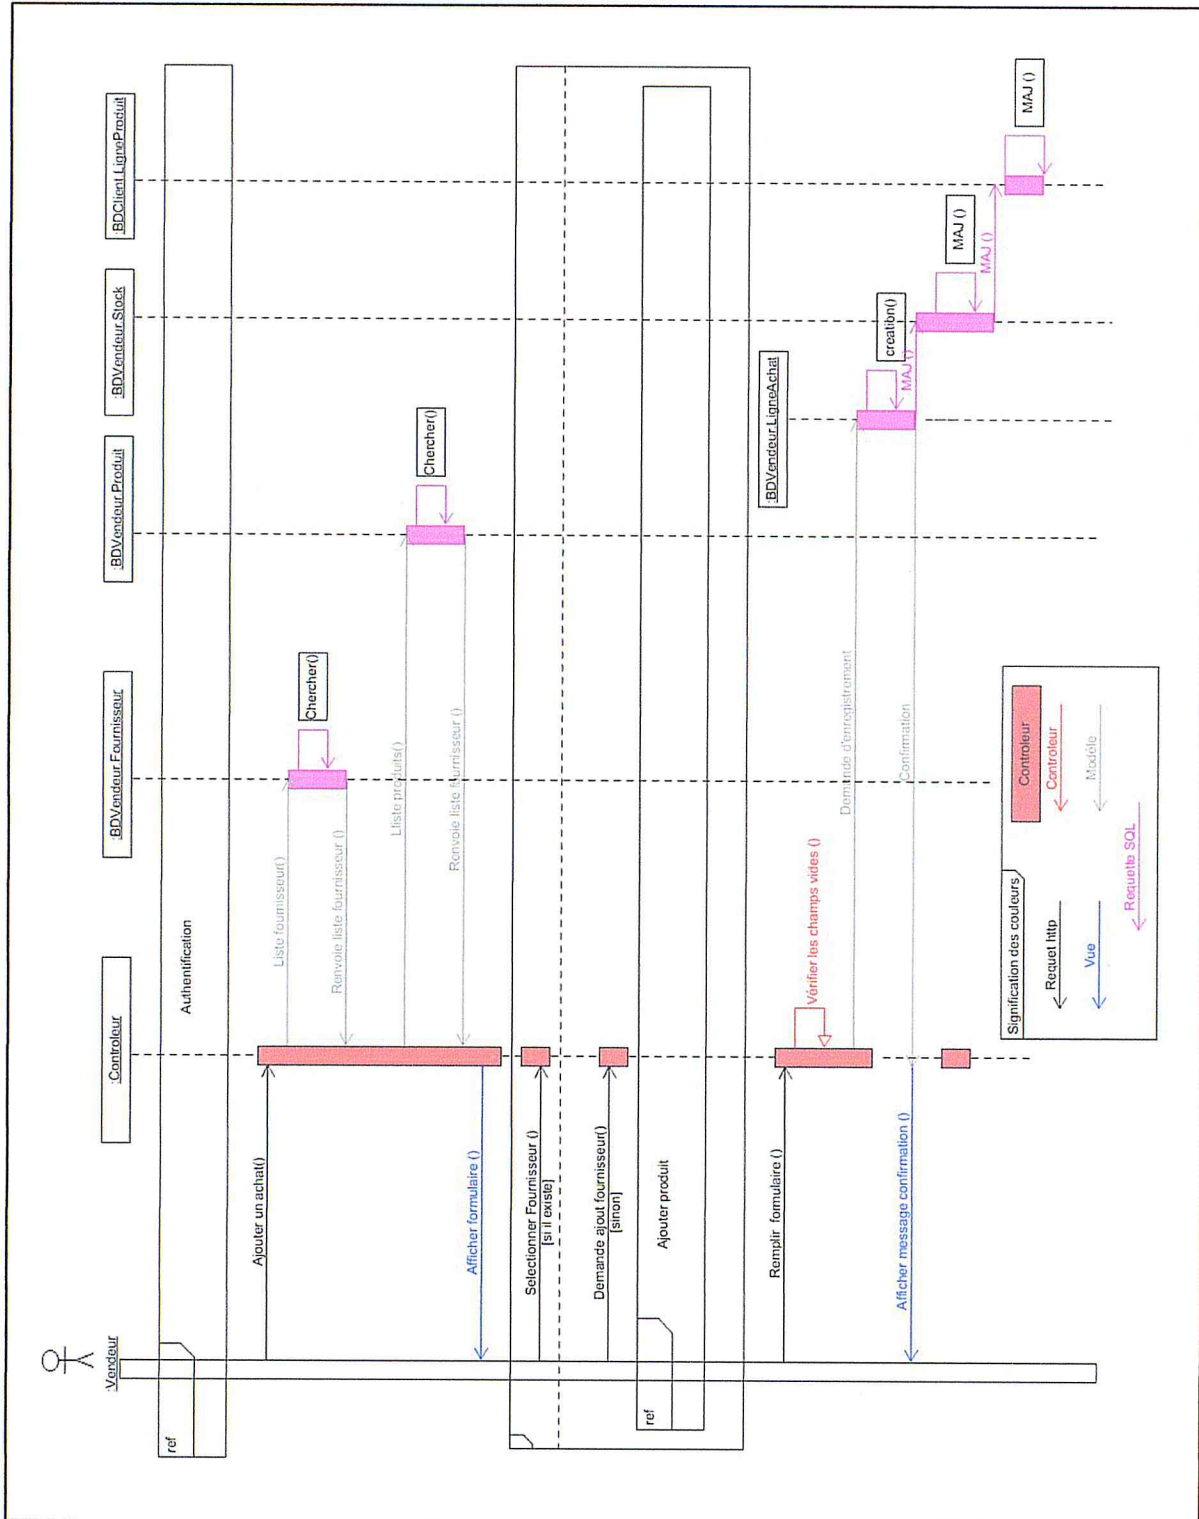 :Vendeur
:Controleur
:BDVendeur.Fournisseur
:BDVendeur.Produit
:BDVendeur.Stock
:BDClient.LigneProduit
ref
Authentification
Ajouter un achat()
Liste fournisseur()
Chercher()
Renvoie liste fournisseur ()
Lliste produits()
Chercher()
Renvoie liste fournisseur ()
Afficher formulaire ()
Selectionner Fournisseur ()
[si il existe]
Demande ajout fournisseur()
[sinon]
ref
Ajouter produit
:BDVendeur.LigneAchat
Remplir formulaire ()
Vérifier les champs vides ()
Demande d'enregistrement
creation()
MAJ ()
Confirmation
Afficher message confirmation ()
MAJ ()
MAJ ()
MAJ ()
Signification des couleurs
Controleur
Requet http
Controleur
Vue
Modèle
Requette SQL